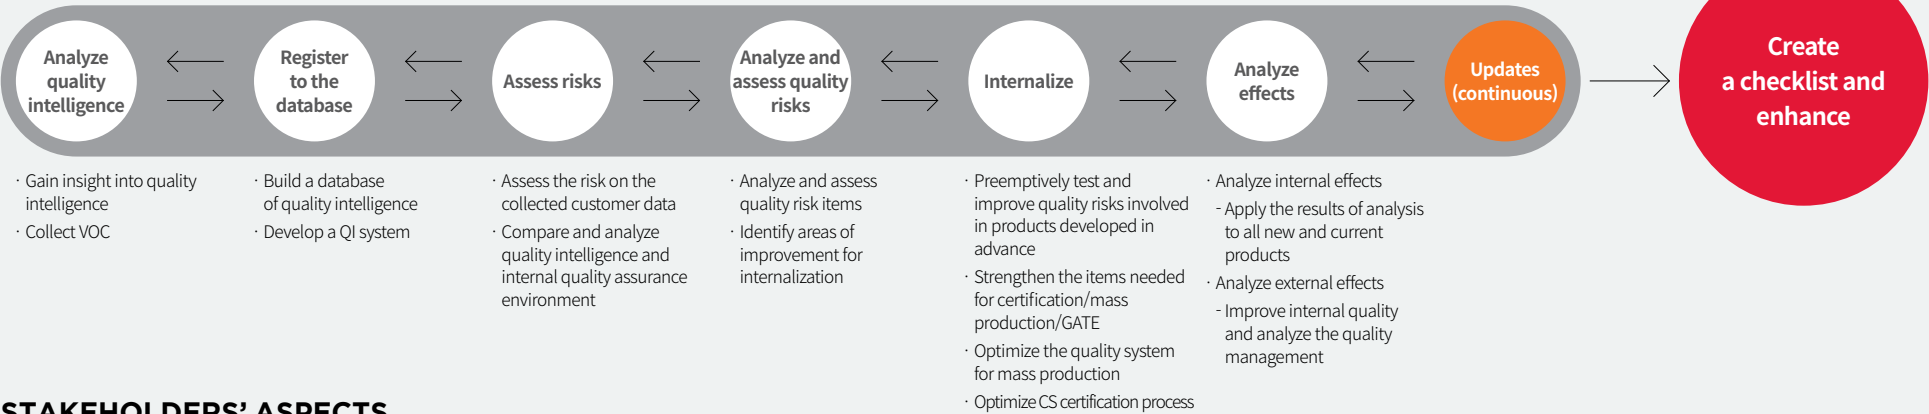 Analyze
quality
intelligence
Register
to the
database
Assess risks
Analyze and
assess quality
risks
Internalize
Analyze
effects
Updates
(continuous)
Create
a checklist and
enhance
· Gain insight into quality
intelligence
· Collect VOC
· Build a database
of quality intelligence
· Develop a QI system
· Assess the risk on the
collected customer data
· Compare and analyze
quality intelligence and
internal quality assurance
environment
· Analyze and assess
quality risk items
· Identify areas of
improvement for
internalization
· Preemptively test and
improve quality risks involved
in products developed in
advance
· Strengthen the items needed
for certification/mass
production/GATE
· Optimize the quality system
for mass production
· Optimize CS certification process
· Analyze internal effects
- Apply the results of analysis
to all new and current
products
· Analyze external effects
- Improve internal quality
and analyze the quality
management
STAKEHOLDERS' ASPECTS